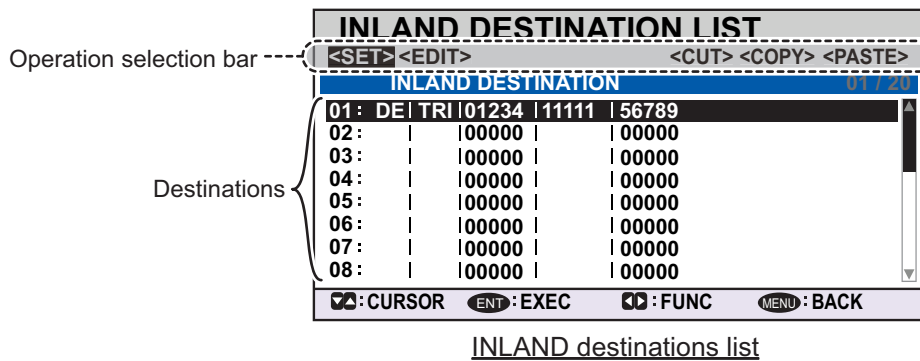 INLAND DESTINATION LIST
Operation selection bar
<SET> <EDIT> <CUT> <COPY> <PASTE>
INLAND DESTINATION 01 / 20
Destinations
01: DE TRI 01234 11111 56789
02: 00000 00000
03: 00000 00000
04: 00000 00000
05: 00000 00000
06: 00000 00000
07: 00000 00000
08: 00000 00000
:CURSOR ENT:EXEC :FUNC MENU:BACK
INLAND destinations list